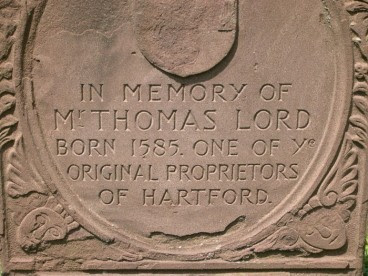 IN MEMORY OF
Mr THOMAS LORD
BORN 1585. ONE OF Ye
ORIGINAL PROPRIETORS
OF HARTFORD.